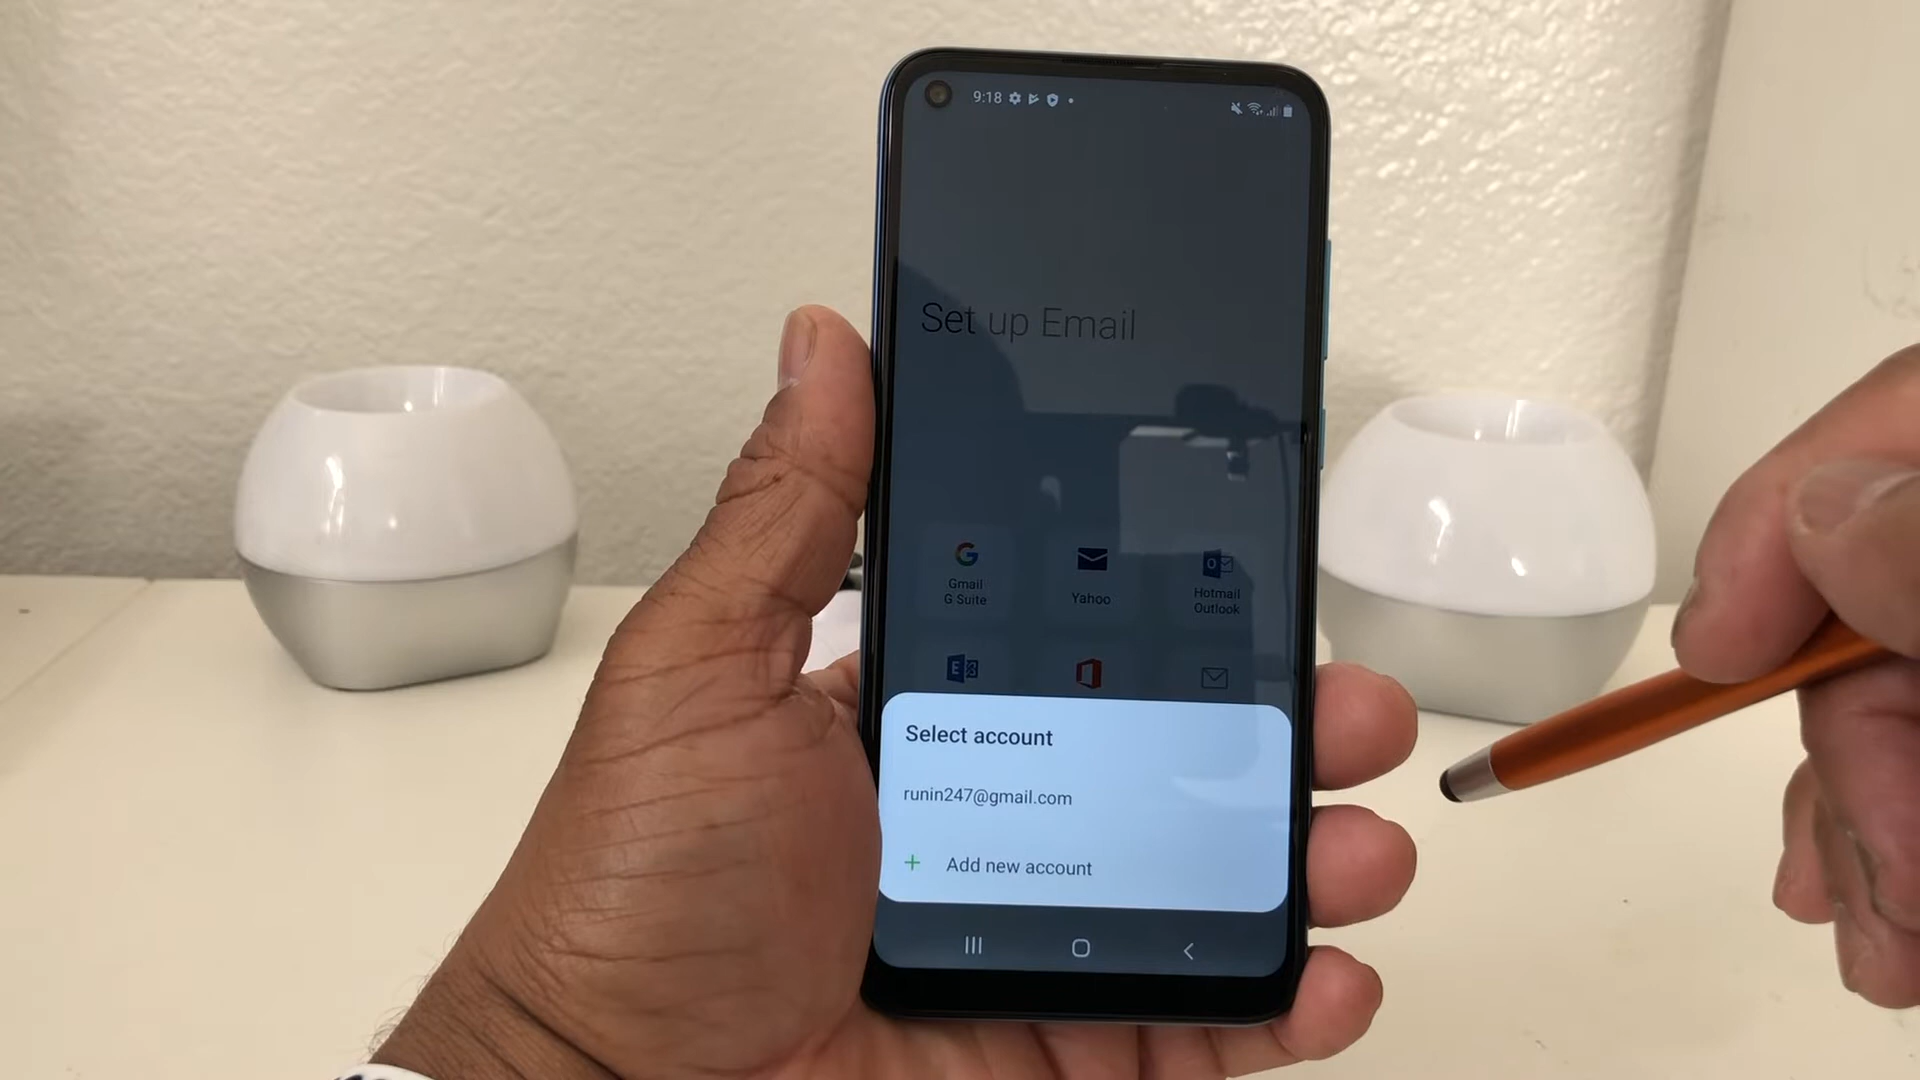 9:18
Set up Email
Gmail
G Suite
Yahoo
Hotmail
Outlook
Select account
runin247@gmail.com
+ Add new account